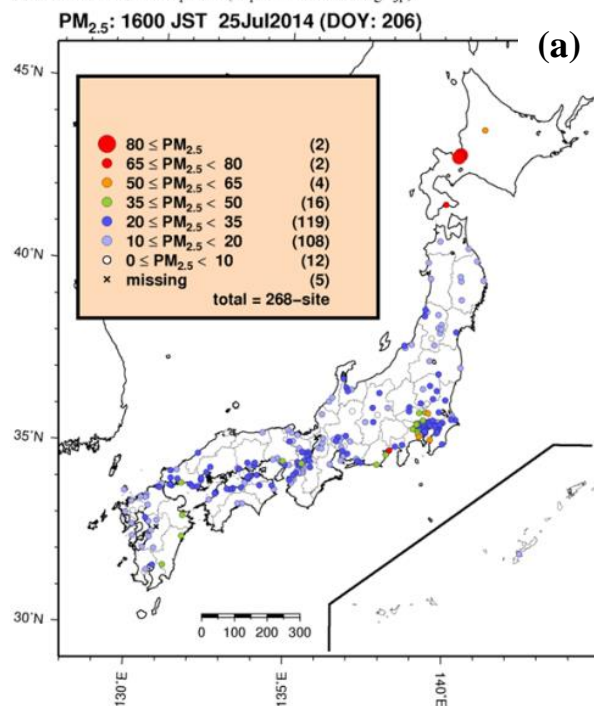 PM2.5: 1600 JST 25Jul2014 (DOY: 206)
(a)
45°N
80 ≤ PM2.5 (2)
65 ≤ PM2.5 < 80 (2)
50 ≤ PM2.5 < 65 (4)
35 ≤ PM2.5 < 50 (16)
20 ≤ PM2.5 < 35 (119)
10 ≤ PM2.5 < 20 (108)
0 ≤ PM2.5 < 10 (12)
× missing (5)
total = 268-site
40°N
35°N
30°N
0 100 200 300
130°E
135°E
140°E